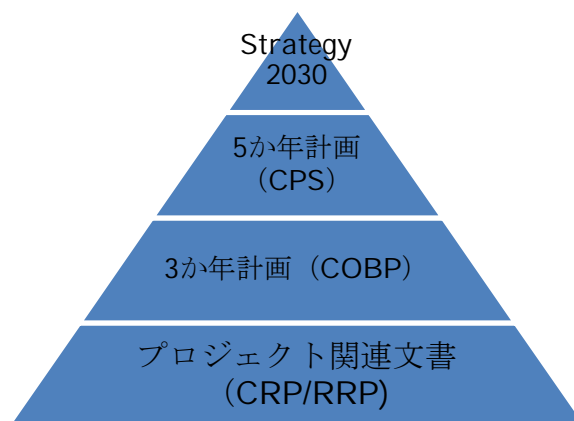 Strategy
2030
5か年計画
（CPS）
3か年計画（COBP）
プロジェクト関連文書
（CRP/RRP)